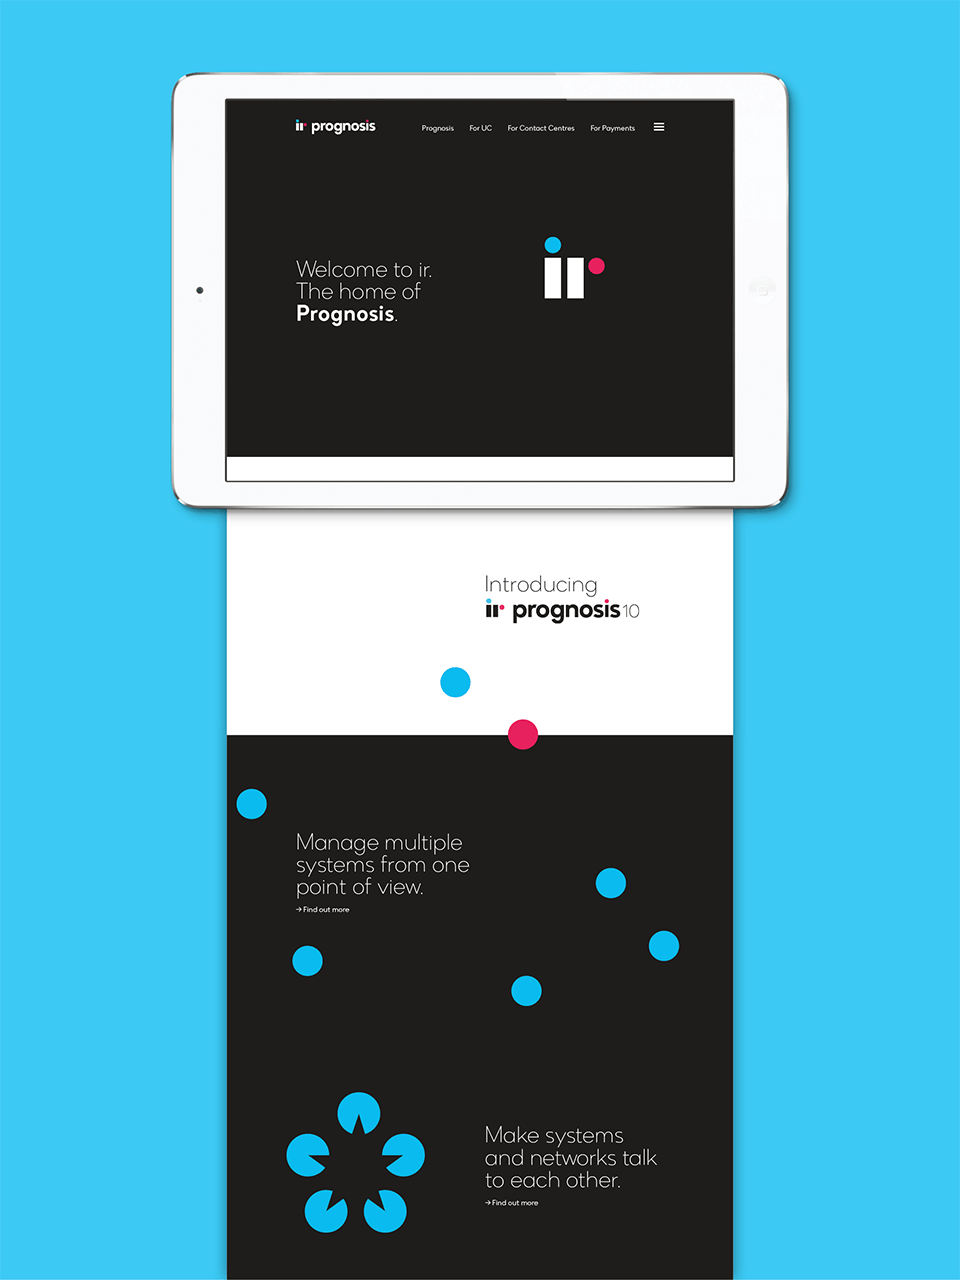 ir prognosis
Prognosis
For UC
For Contact Centres
For Payments
ir
Welcome to ir.
The home of
Prognosis.
Introducing
ir prognosis 10
Manage multiple
systems from one
point of view.
→ Find out more
Make systems
and networks talk
to each other.
→ Find out more